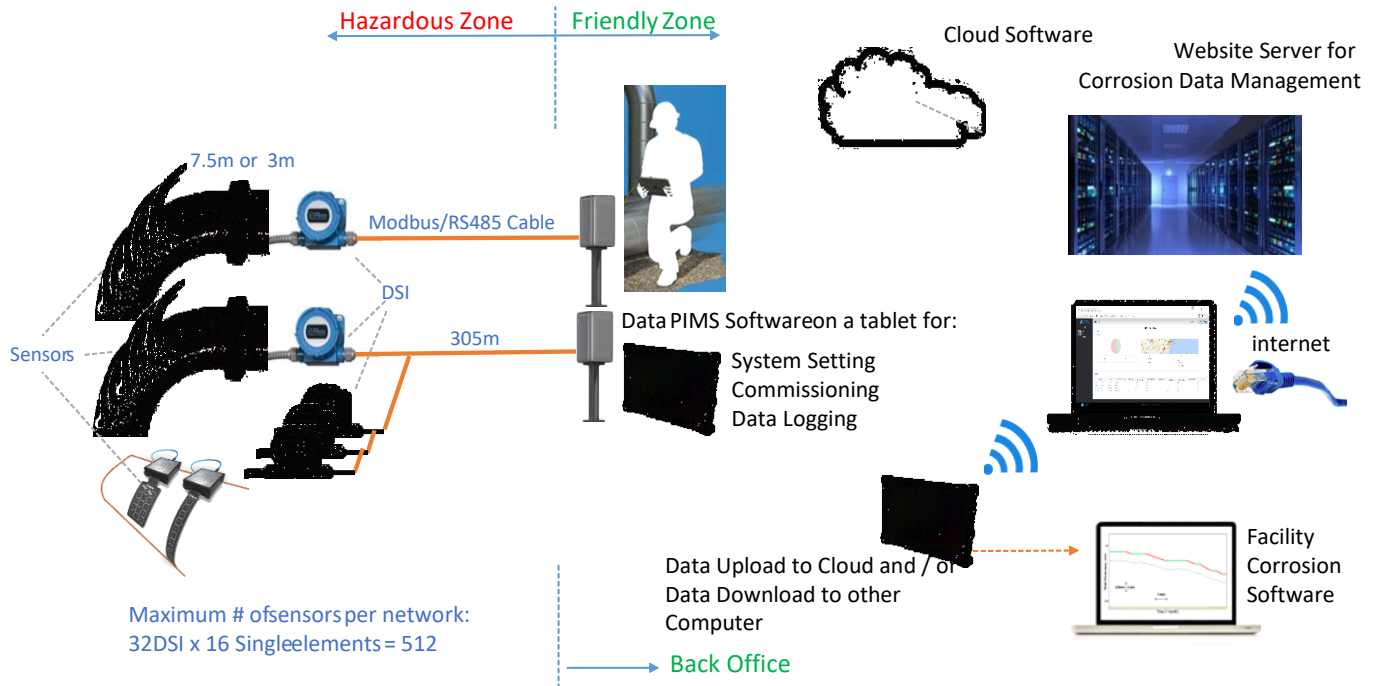 Hazardous Zone
Friendly Zone
Cloud Software
Website Server for
Corrosion Data Management
7.5m or 3m
Modbus/RS485 Cable
DSI
305m
Sensors
Data PIMS Softwareon a tablet for:
System Setting
Commissioning
Data Logging
internet
Facility
Corrosion
Software
Data Upload to Cloud and / or
Data Download to other
Computer
Maximum # ofsensors per network:
32DSI x 16 Singleelements = 512
Back Office